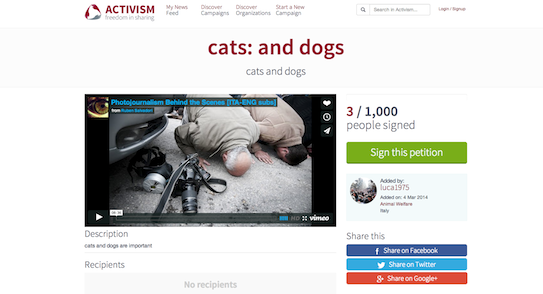 ACTIVISM
freedom in sharing
My News
Feed
Discover
Campaigns
Discover
Organizations
Start a New
Campaign
Search in Activism...
Login / Signup
cats: and dogs
cats and dogs
Photojournalism Behind the Scenes [ITA-ENG subs]
from Ruben Salvadori
HD
vimeo
3 / 1,000
people signed
Sign this petition
Added by:
luca1975
Added on: 4 Mar 2014
Animal Welfare
Italy
Description
cats and dogs are important
Recipients
No recipients
Share this
Share on Facebook
Share on Twitter
Share on Google+